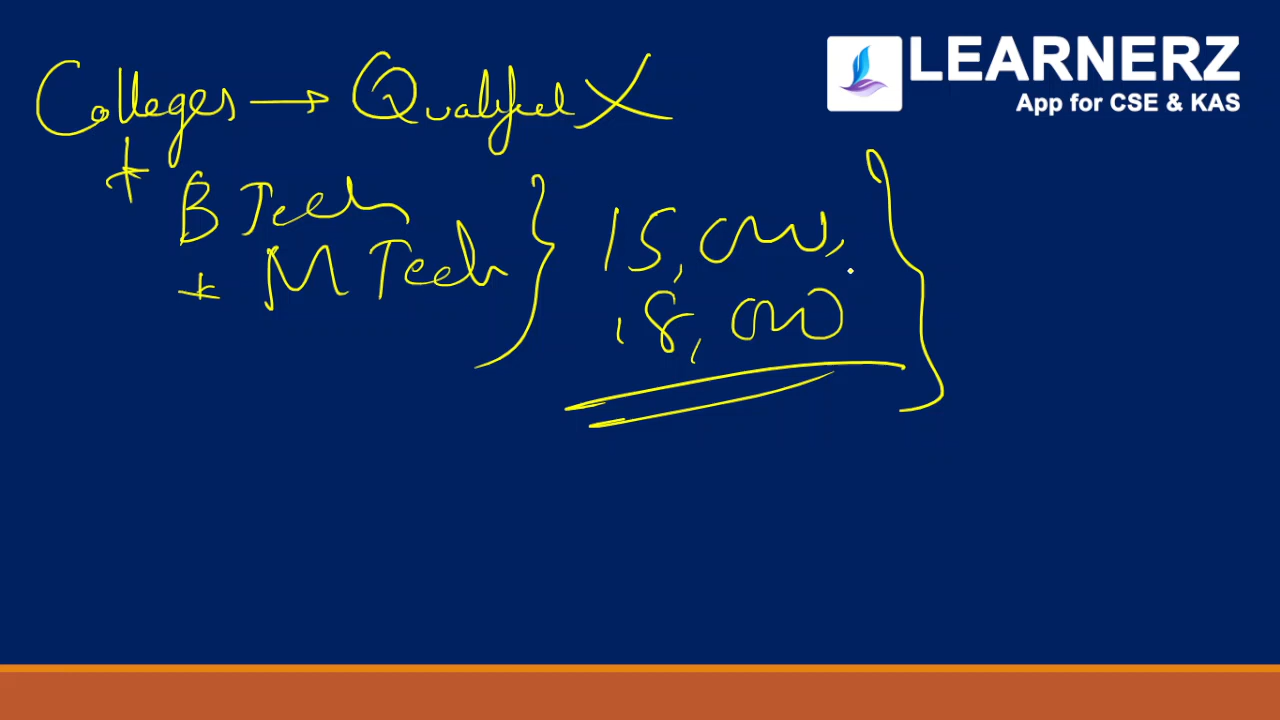 LEARNERZ
App for CSE & KAS
Colleges → Qualified X
* B Tech
* M Tech } 15,000,
18,000 }